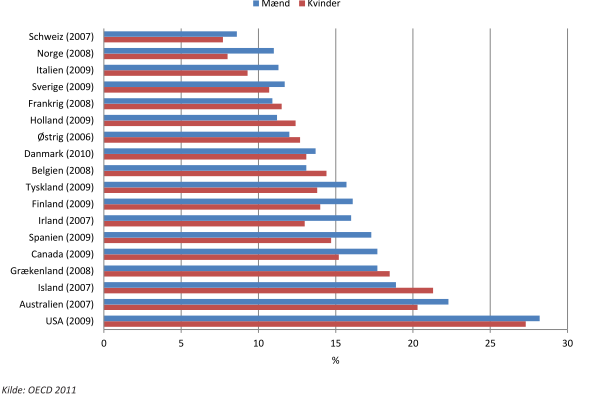 Mænd Kvinder
Schweiz (2007)
Norge (2008)
Italien (2009)
Sverige (2009)
Frankrig (2008)
Holland (2009)
Østrig (2006)
Danmark (2010)
Belgien (2008)
Tyskland (2009)
Finland (2009)
Irland (2007)
Spanien (2009)
Canada (2009)
Grækenland (2008)
Island (2007)
Australien (2007)
USA (2009)
0 5 10 15 20 25 30
%
Kilde: OECD 2011